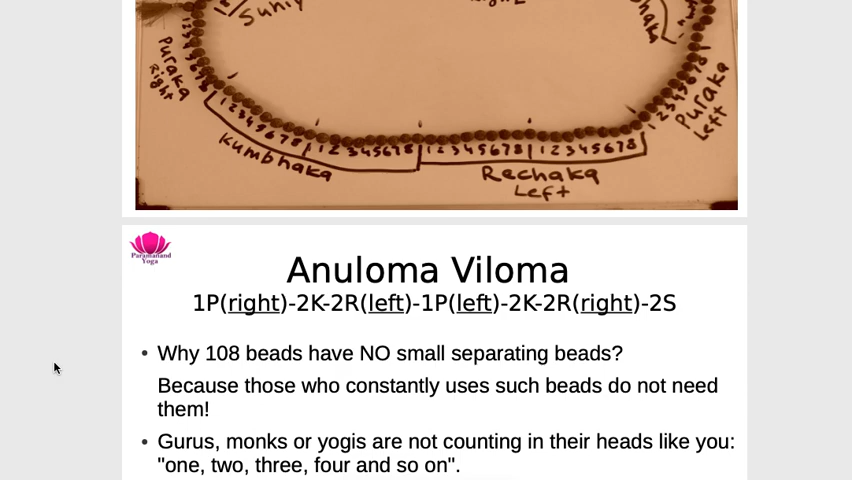 Puraka
Right
12345678
Kumbhaka
12345678
12345678
12345678
Rechaka
Left
12345678
Puraka
Left
Paramanand
Yoga
Anuloma Viloma
1P(right)-2K-2R(left)-1P(left)-2K-2R(right)-2S
• Why 108 beads have NO small separating beads?
Because those who constantly uses such beads do not need
them!
• Gurus, monks or yogis are not counting in their heads like you:
"one, two, three, four and so on".